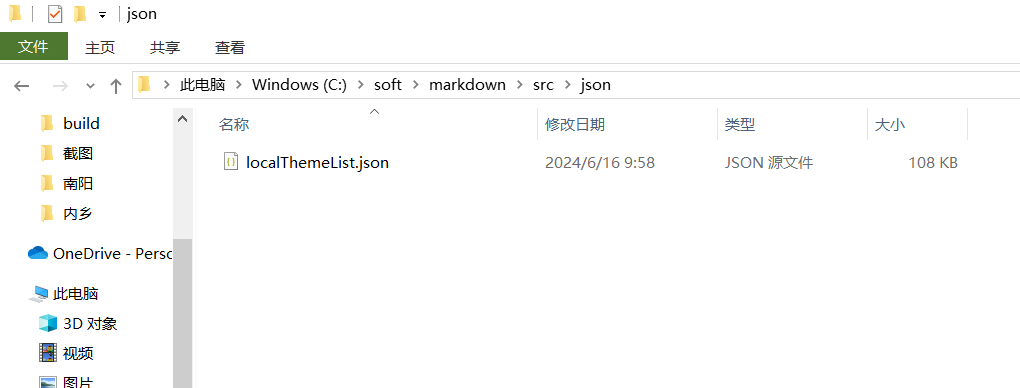 json
文件 主页 共享 查看
此电脑 Windows (C:) soft markdown src json
名称 修改日期 类型 大小
localThemeList.json 2024/6/16 9:58 JSON 源文件 108 KB
build
截图
南阳
内乡
OneDrive - Perso
此电脑
3D 对象
视频
图片